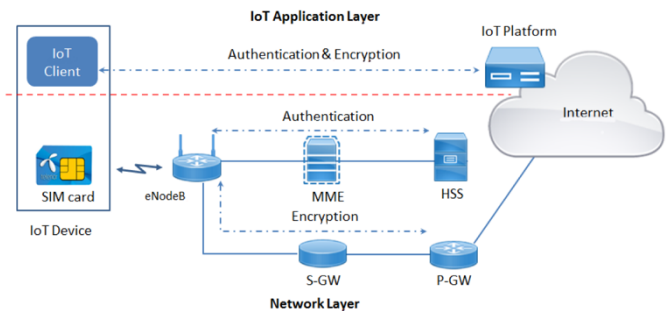 IoT Application Layer
IoT
Client
Authentication & Encryption
IoT Platform
Internet
Authentication
SIM card
eNodeB
MME
HSS
IoT Device
Encryption
S-GW
P-GW
Network Layer